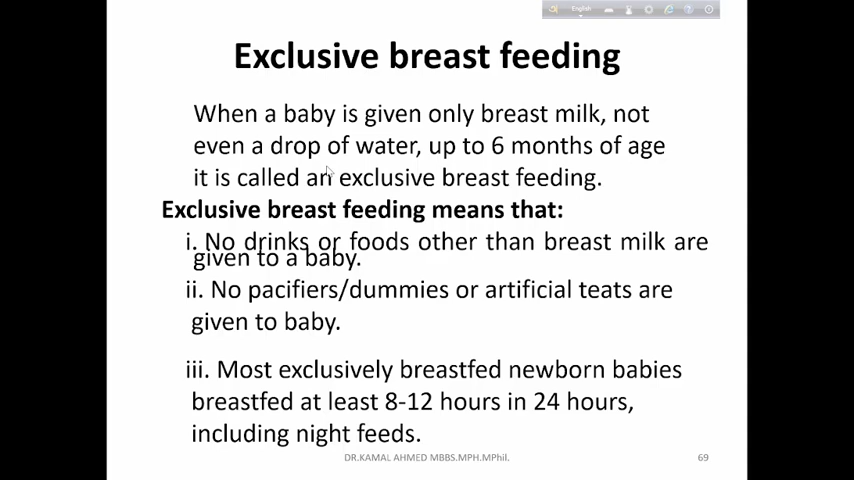 English
Exclusive breast feeding
When a baby is given only breast milk, not
even a drop of water, up to 6 months of age
it is called an exclusive breast feeding.
Exclusive breast feeding means that:
i. No drinks or foods other than breast milk are
given to a baby.
ii. No pacifiers/dummies or artificial teats are
given to baby.
iii. Most exclusively breastfed newborn babies
breastfed at least 8-12 hours in 24 hours,
including night feeds.
DR.KAMAL AHMED MBBS.MPH.MPhil.
69